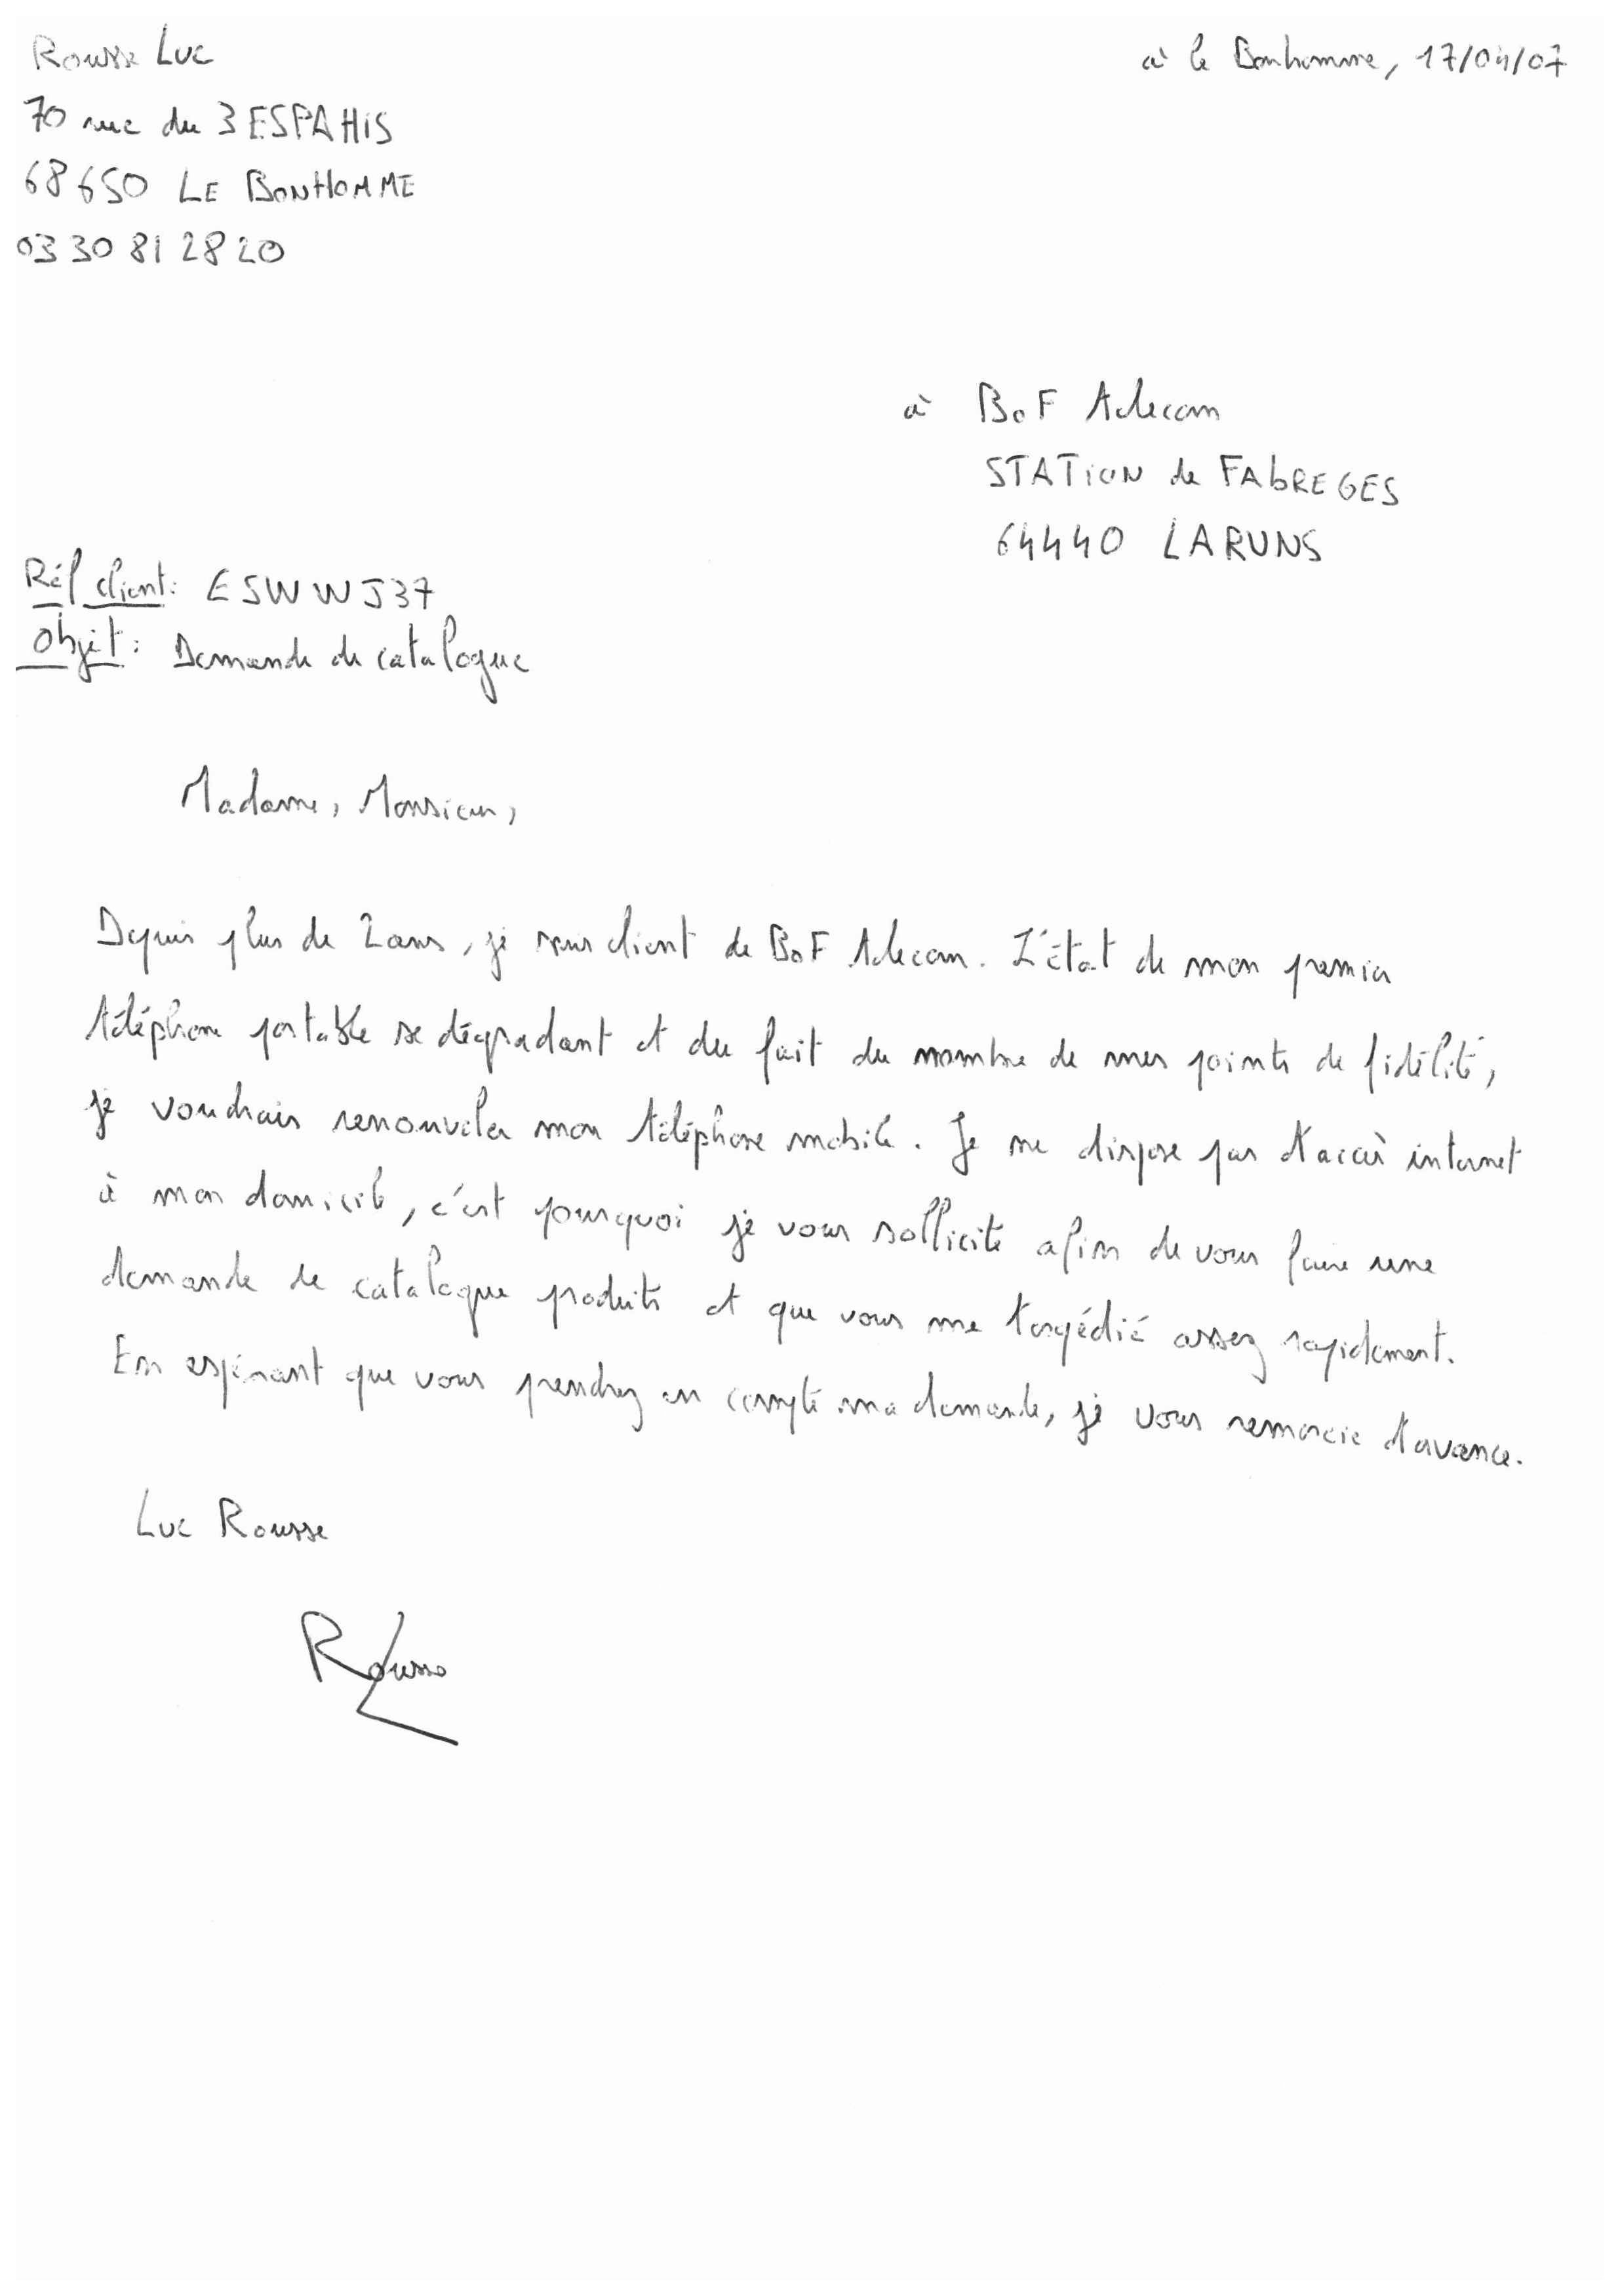 Rousse Luc
à le Bonhomme, 17/04/07
70 rue du 3 ESPAHIS
68650 LE BONHOMME
03 30 81 28 20
à BoF Telecom
STATION de FABREGES
64440 LARUNS
Réf client: ESWWJ37
Objet: Demande de catalogue
Madame, Monsieur,
Depuis plus de 2 ans, je suis client de BoF Telecom. L'état de mon premier
téléphone portable se dégradant et du fait du nombre de mes points de fidélité,
je voudrais renouveler mon téléphone mobile. Je ne dispose pas d'accès internet
à mon domicile, c'est pourquoi je vous sollicite afin de vous faire une
demande de catalogue produits et que vous me assez rapidement.
En espérant que vous prendrez en compte ma demande, je vous remercie d'avance.
Luc Rousse
Rousse